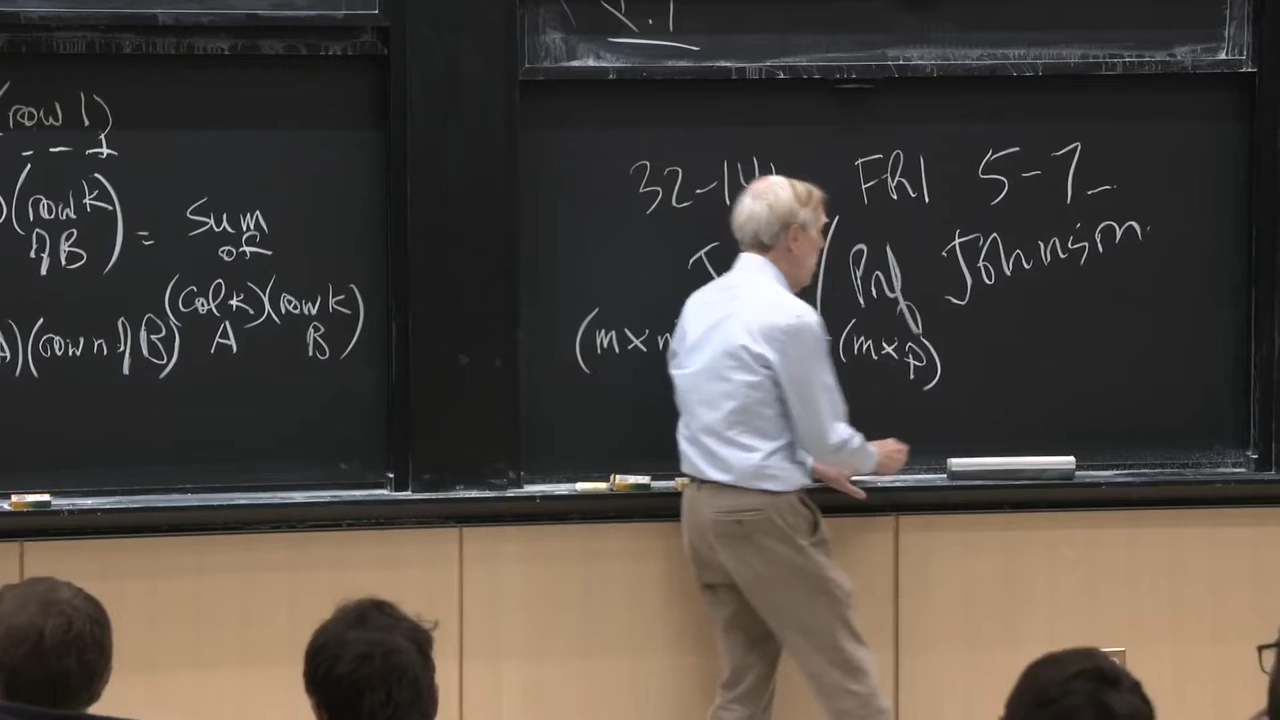 (row 1)
(row k) = Sum
of B of
(col k)(row k)
A B
A)(row n of B)
32-141 FRI 5-7
Prof Johnson.
(m x n (m x p)